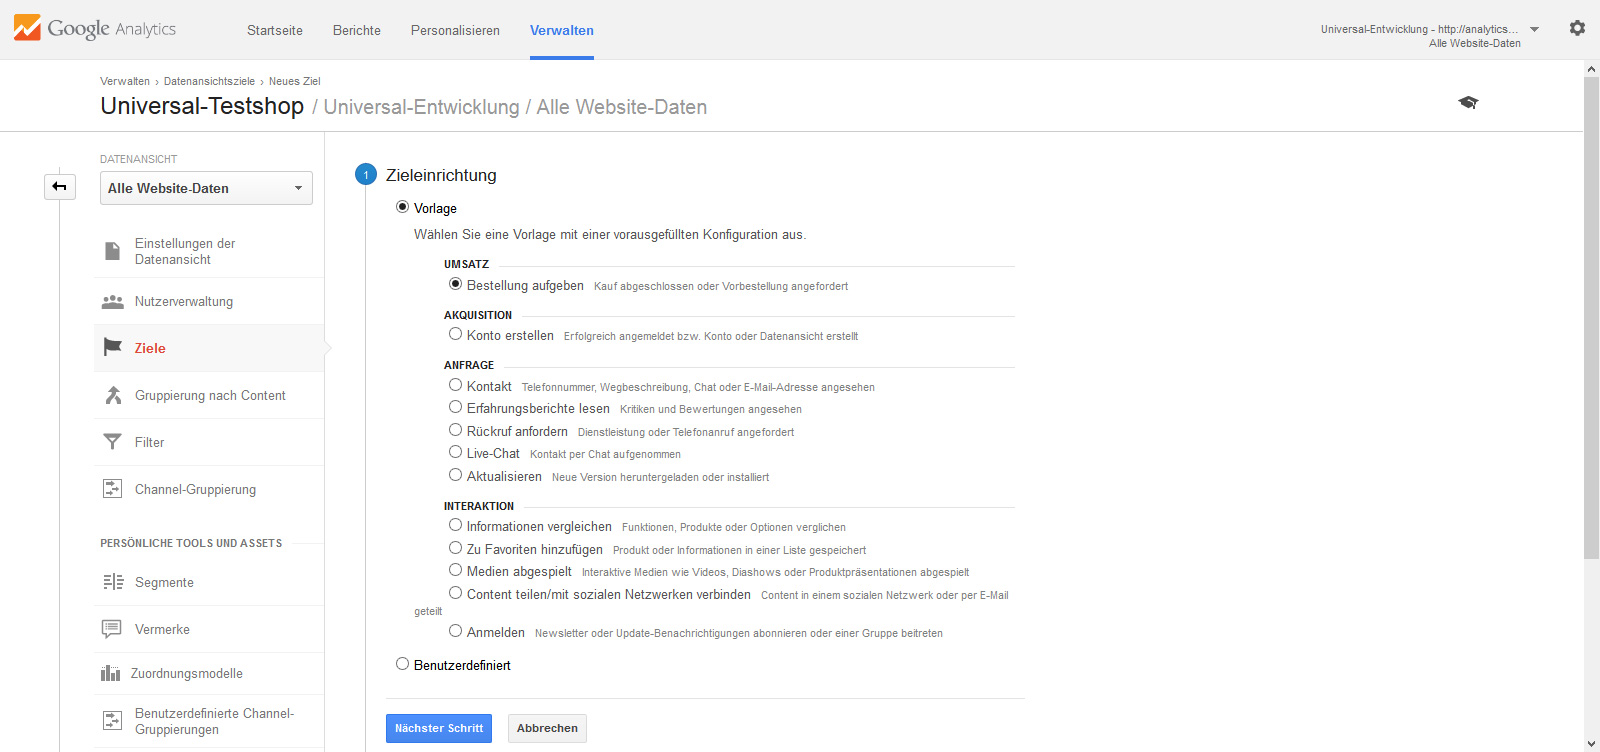 Google Analytics
Startseite Berichte Personalisieren Verwalten
Universal-Entwicklung - http://analytics...
Alle Website-Daten
Verwalten › Datenansichtsziele › Neues Ziel
Universal-Testshop / Universal-Entwicklung / Alle Website-Daten
DATENANSICHT
Alle Website-Daten
Einstellungen der
Datenansicht
Nutzerverwaltung
Ziele
Gruppierung nach Content
Filter
Channel-Gruppierung
PERSÖNLICHE TOOLS UND ASSETS
Segmente
Vermerke
Zuordnungsmodelle
Benutzerdefinierte Channel-
Gruppierungen
1 Zieleinrichtung
Vorlage
Wählen Sie eine Vorlage mit einer vorausgefüllten Konfiguration aus.
UMSATZ
Bestellung aufgeben Kauf abgeschlossen oder Vorbestellung angefordert
AKQUISITION
Konto erstellen Erfolgreich angemeldet bzw. Konto oder Datenansicht erstellt
ANFRAGE
Kontakt Telefonnummer, Wegbeschreibung, Chat oder E-Mail-Adresse angesehen
Erfahrungsberichte lesen Kritiken und Bewertungen angesehen
Rückruf anfordern Dienstleistung oder Telefonanruf angefordert
Live-Chat Kontakt per Chat aufgenommen
Aktualisieren Neue Version heruntergeladen oder installiert
INTERAKTION
Informationen vergleichen Funktionen, Produkte oder Optionen verglichen
Zu Favoriten hinzufügen Produkt oder Informationen in einer Liste gespeichert
Medien abgespielt Interaktive Medien wie Videos, Diashows oder Produktpräsentationen abgespielt
Content teilen/mit sozialen Netzwerken verbinden Content in einem sozialen Netzwerk oder per E-Mail
geteilt
Anmelden Newsletter oder Update-Benachrichtigungen abonnieren oder einer Gruppe beitreten
Benutzerdefiniert
Nächster Schritt Abbrechen